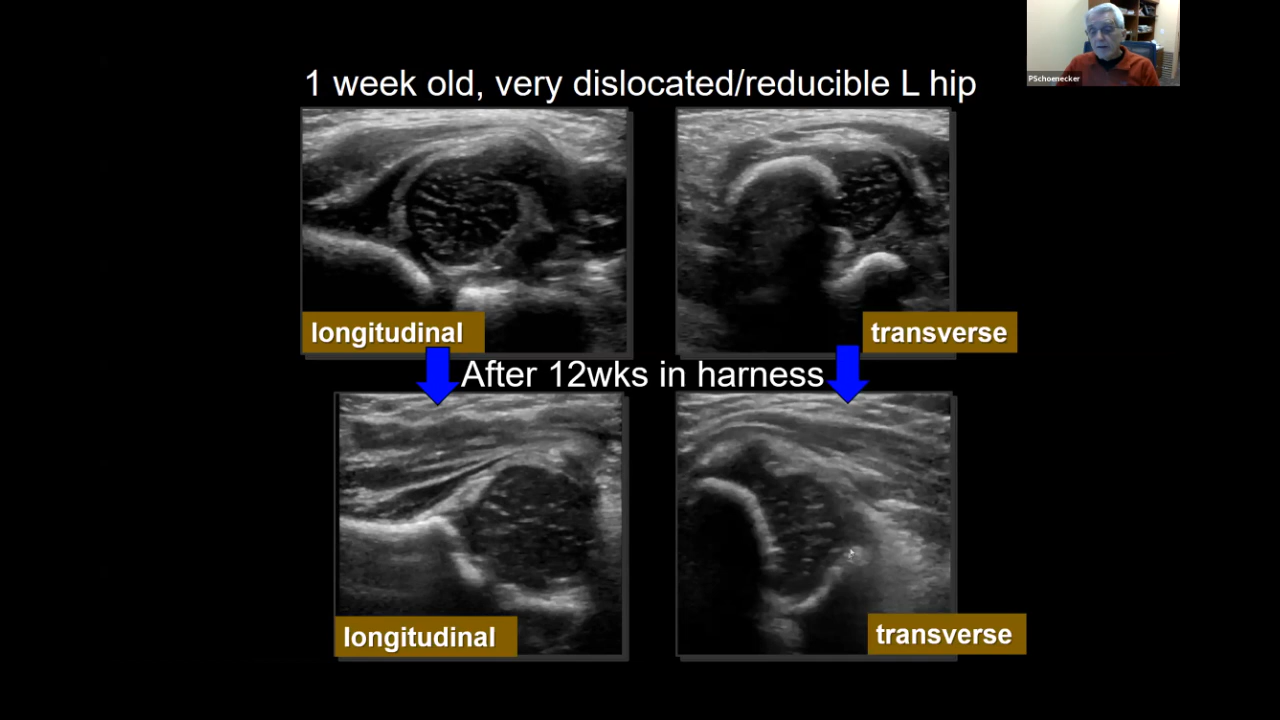 PSchoenecker
1 week old, very dislocated/reducible L hip
longitudinal
transverse
After 12wks in harness
longitudinal
transverse